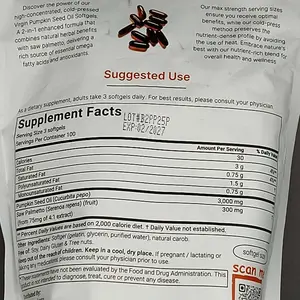 Discover the power of our
high-concentrated, cold-pressed
Virgin Pumpkin Seed Oil Softgels.
A 2-in-1 enhanced formula
combines natural herbal benefits
with saw palmetto, delivering a
rich source of essential omega
fatty acids and antioxidants.
Our max strength sizing
ensures you receive optimal
benefits, while our cold-press
method preserves the
nutrient-dense profile by avoiding
the use of heat. Embrace nature's
best with our nutrient-rich blend for
overall health and wellness
Suggested Use
As a dietary supplement, adults take 3 softgels daily. For best results, please consult your physician.
Supplement Facts
LOT#B2PP25P
EXP:02/2027
Serving Size 3 softgels
Servings Per Container 100
Amount Per Serving % Daily Value
Calories 30
Total Fat 3 g
Saturated Fat 0.75 g
Polyunsaturated Fat 1.5 g
Monounsaturated Fat 0.75 g
Pumpkin Seed Oil (Cucurbita pepo) 3,000 mg
Saw Palmetto (Serenoa repens) (fruit) 300 mg
(from 75mg of 4:1 extract)
** Percent Daily Values are based on 2,000 calorie diet. † Daily Value not established.
Other Ingredients: Softgel (gelatin, glycerin, purified water), natural carob.
Free of Soy, Dairy, Gluten & Tree nuts.
Keep out of the reach of children. Keep in a cool, dry place. If pregnant / lactating or
taking any medication, please consult your physician prior to use.
These statements have not been evaluated by the Food and Drug Administration. This
product is not intended to diagnose, treat, cure or prevent any disease.
softgel size
scan me